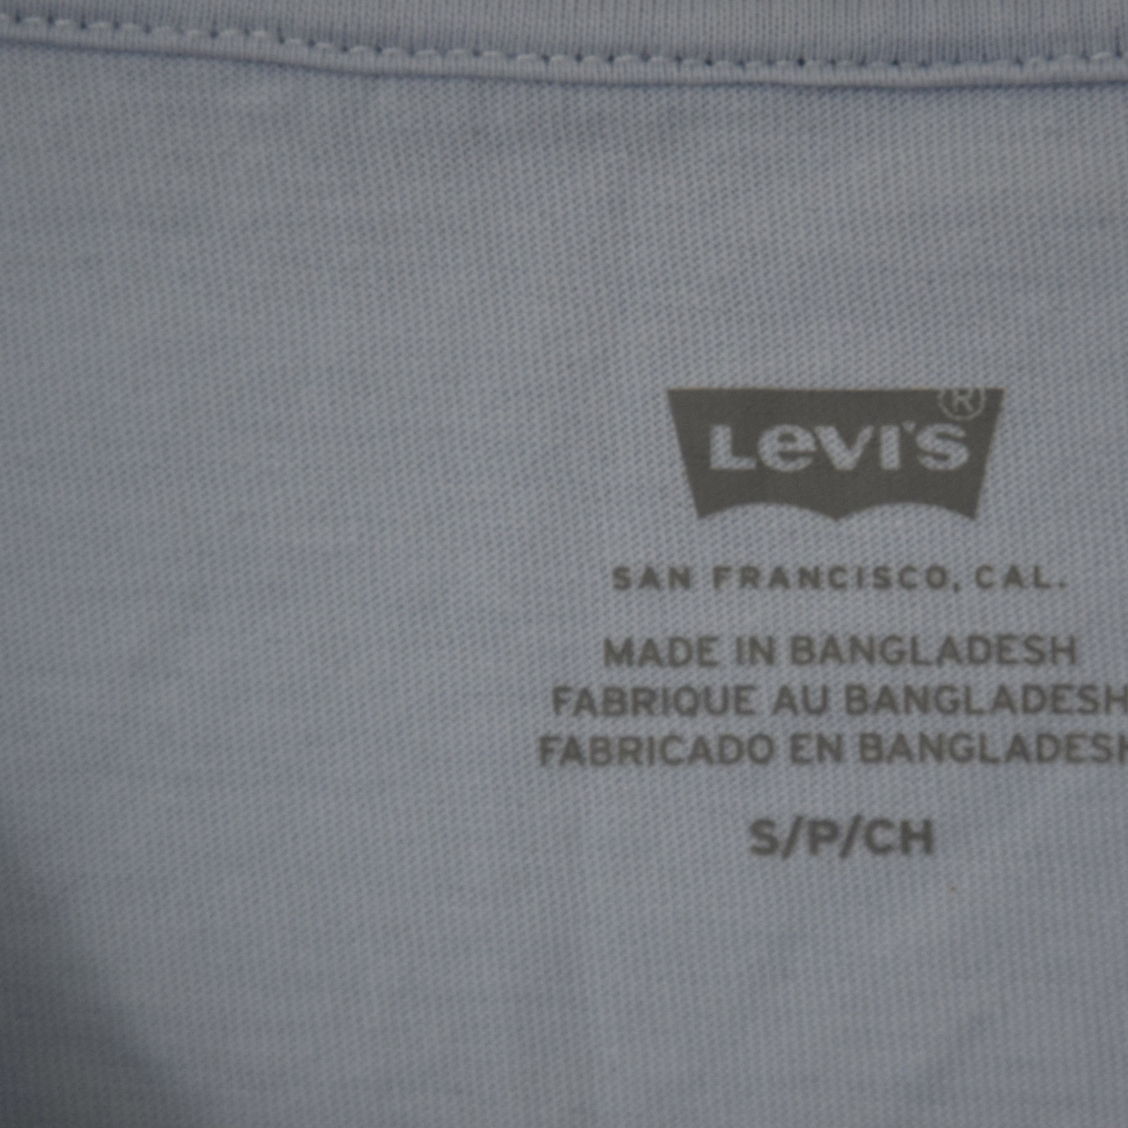 LEVI'S®
SAN FRANCISCO, CAL.
MADE IN BANGLADESH
FABRIQUE AU BANGLADESH
FABRICADO EN BANGLADESH
S/P/CH